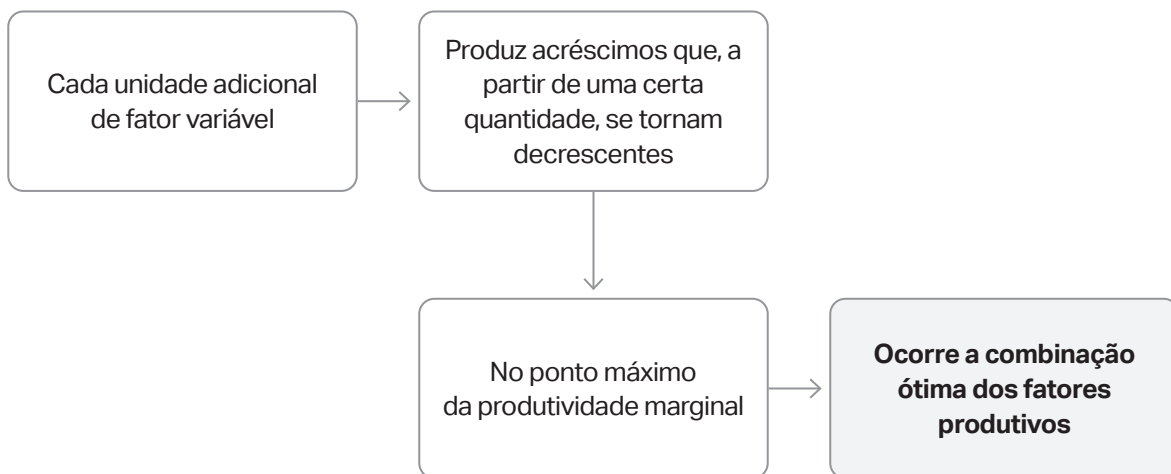 Cada unidade adicional
de fator variável
Produz acréscimos que, a
partir de uma certa
quantidade, se tornam
decrescentes
No ponto máximo
da produtividade marginal
Ocorre a combinação
ótima dos fatores
produtivos